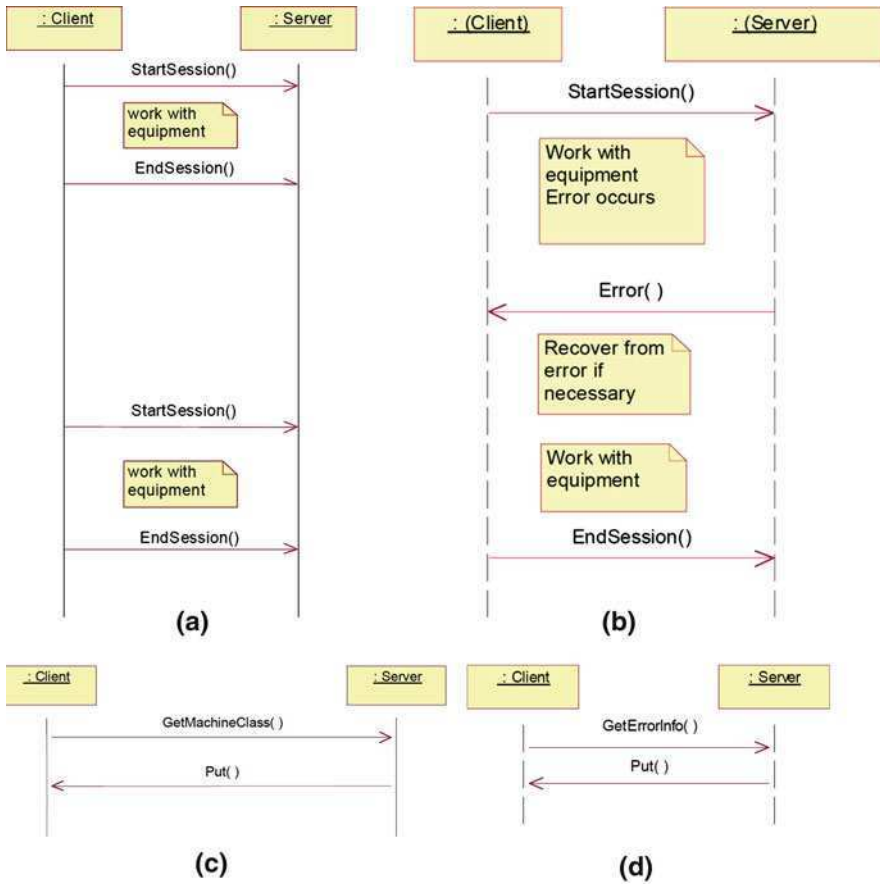 : Client
: Server
StartSession()
work with
equipment
EndSession()
StartSession()
work with
equipment
EndSession()
(a)
: (Client)
: (Server)
StartSession()
Work with
equipment
Error occurs
Error( )
Recover from
error if
necessary
Work with
equipment
EndSession()
(b)
: Client
: Server
GetMachineClass( )
Put( )
(c)
: Client
: Server
GetErrorInfo( )
Put( )
(d)